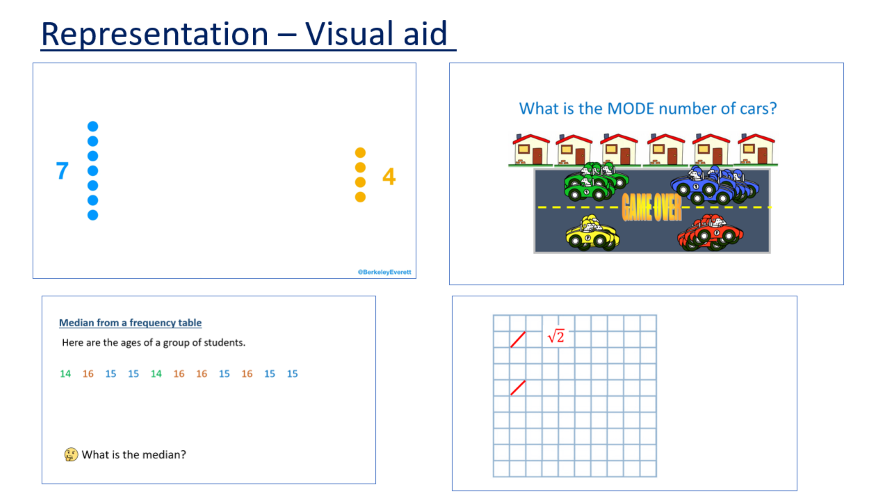 Representation – Visual aid
7
4
©BerkeleyEverett
What is the MODE number of cars?
GAME OVER
Median from a frequency table
Here are the ages of a group of students.
14 16 15 15 14 16 16 15 16 15 15
What is the median?
√2